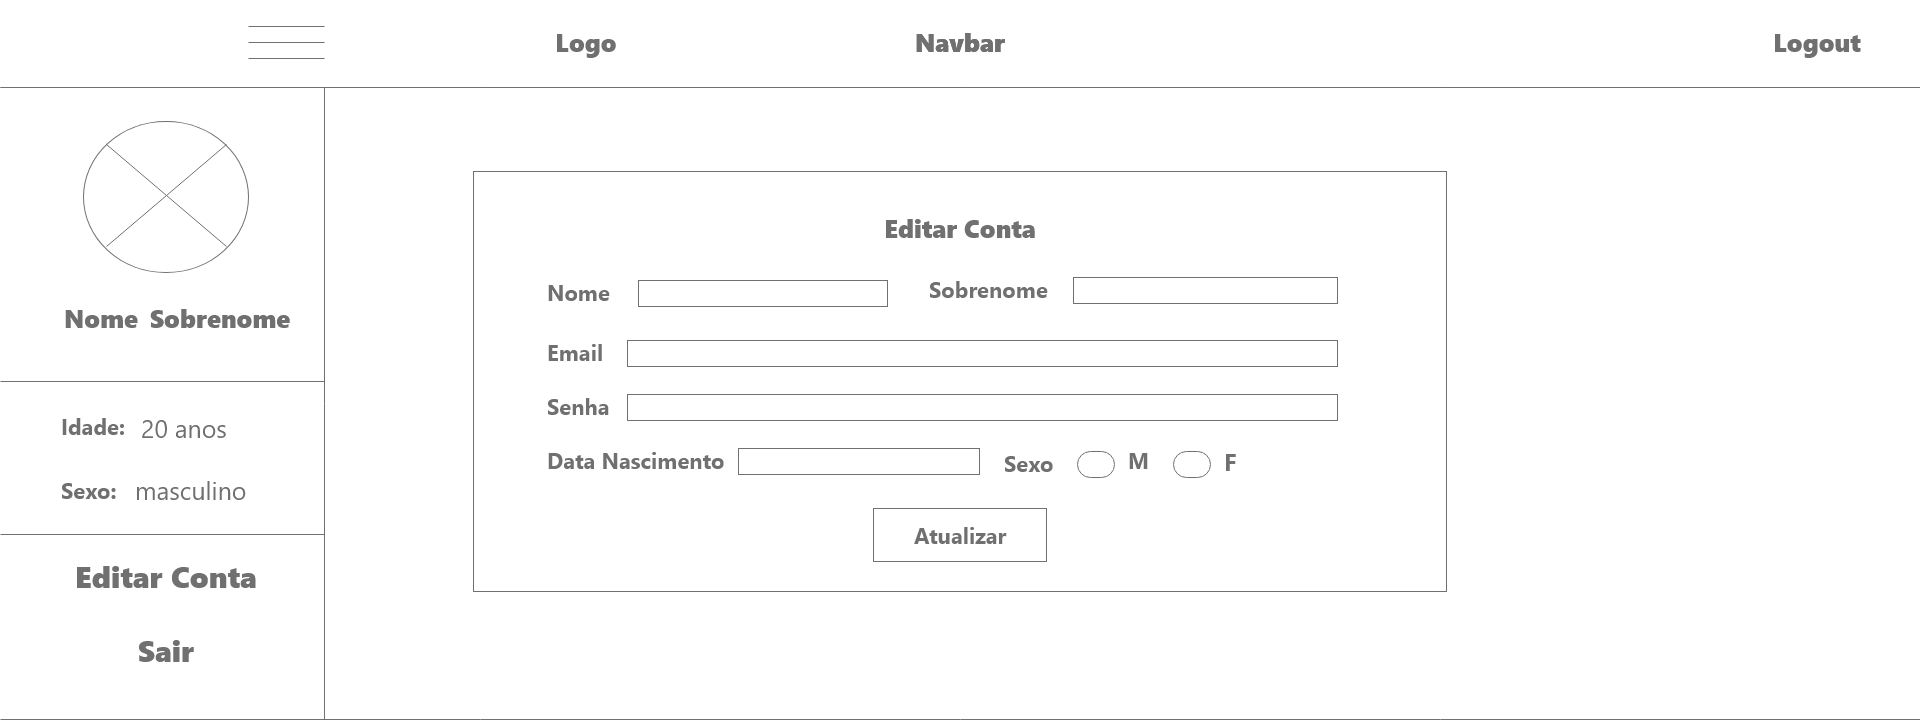 Logo Navbar Logout
Nome Sobrenome
Idade: 20 anos
Sexo: masculino
Editar Conta
Sair
Editar Conta
Nome Sobrenome
Email
Senha
Data Nascimento Sexo M F
Atualizar